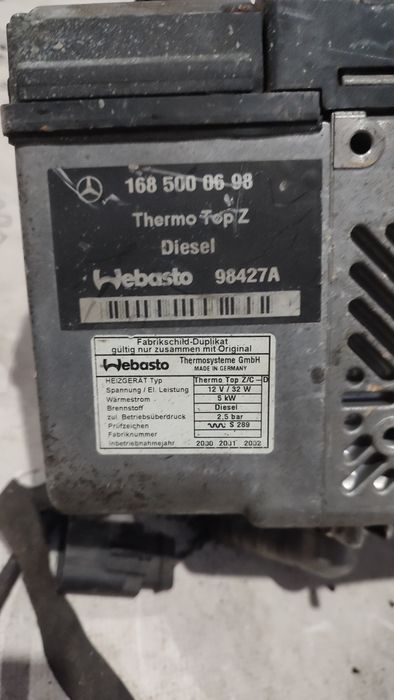 168 500 06 98
Thermo Top Z
Diesel
Webasto 98427A
Fabrikschild-Duplikat
gültig nur zusammen mit Original
Webasto Thermosysteme GmbH
MADE IN GERMANY
HEIZGERÄT Typ Thermo Top Z/C - D
Spannung / El. Leistung 12 V / 32 W
Wärmestrom 5 kW
Brennstoff Diesel
zul. Betriebsüberdruck 2.5 bar
Prüfzeichen S 289
Fabriknummer
Inbetriebnahmejahr 2000 2001 2002